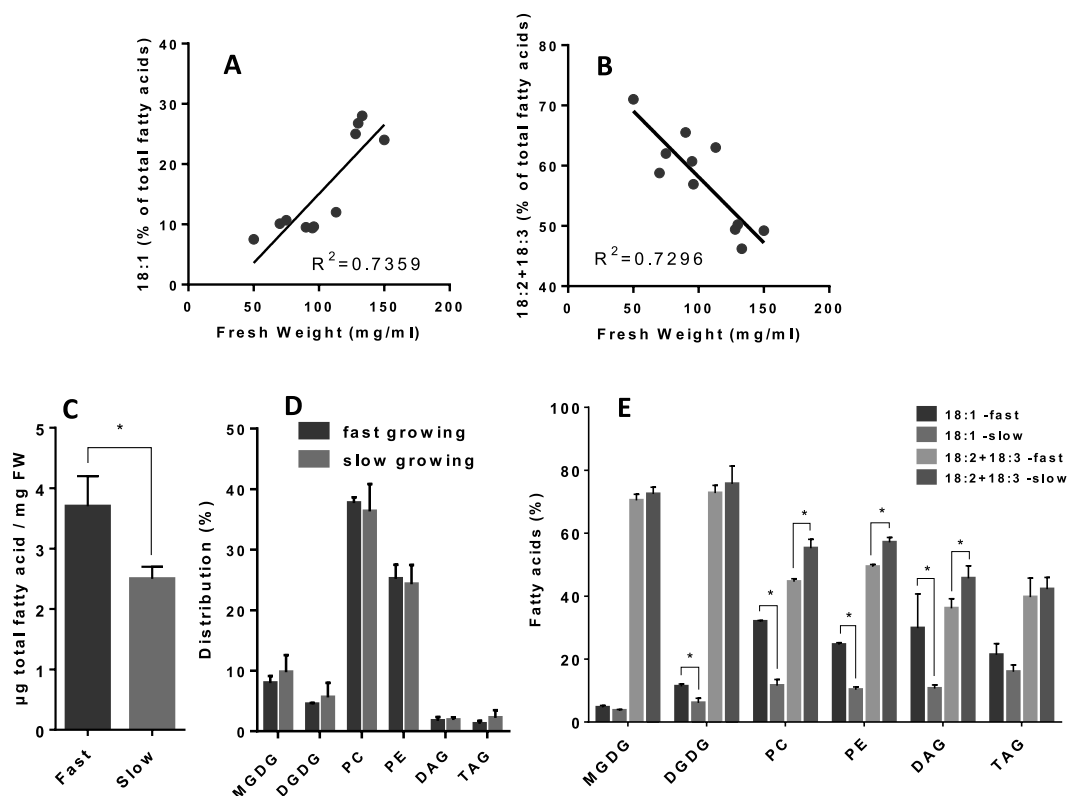 A
18:1 (% of total fatty acids)
40
30
20
10
0
R²=0.7359
0 50 100 150 200
Fresh Weight (mg/ml)
B
18:2+18:3 (% of total fatty acids)
80
70
60
50
40
R²=0.7296
0 50 100 150 200
Fresh Weight (mg/ml)
C
µg total fatty acid / mg FW
5
4
3
2
1
0
*
Fast Slow
D
fast growing
slow growing
Distribution (%)
50
40
30
20
10
0
MGDG DGDG PC PE DAG TAG
E
18:1 -fast
18:1 -slow
18:2+18:3 -fast
18:2+18:3 -slow
Fatty acids (%)
100
80
60
40
20
0
* * * * * * *
MGDG DGDG PC PE DAG TAG